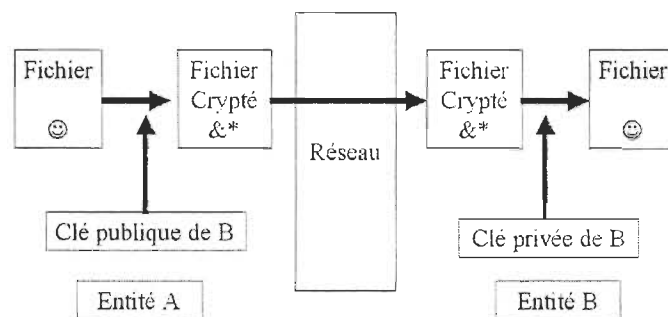 Fichier
☺
Fichier
Crypté
&*
Réseau
Fichier
Crypté
&*
Fichier
☺
Clé publique de B
Clé privée de B
Entité A
Entité B